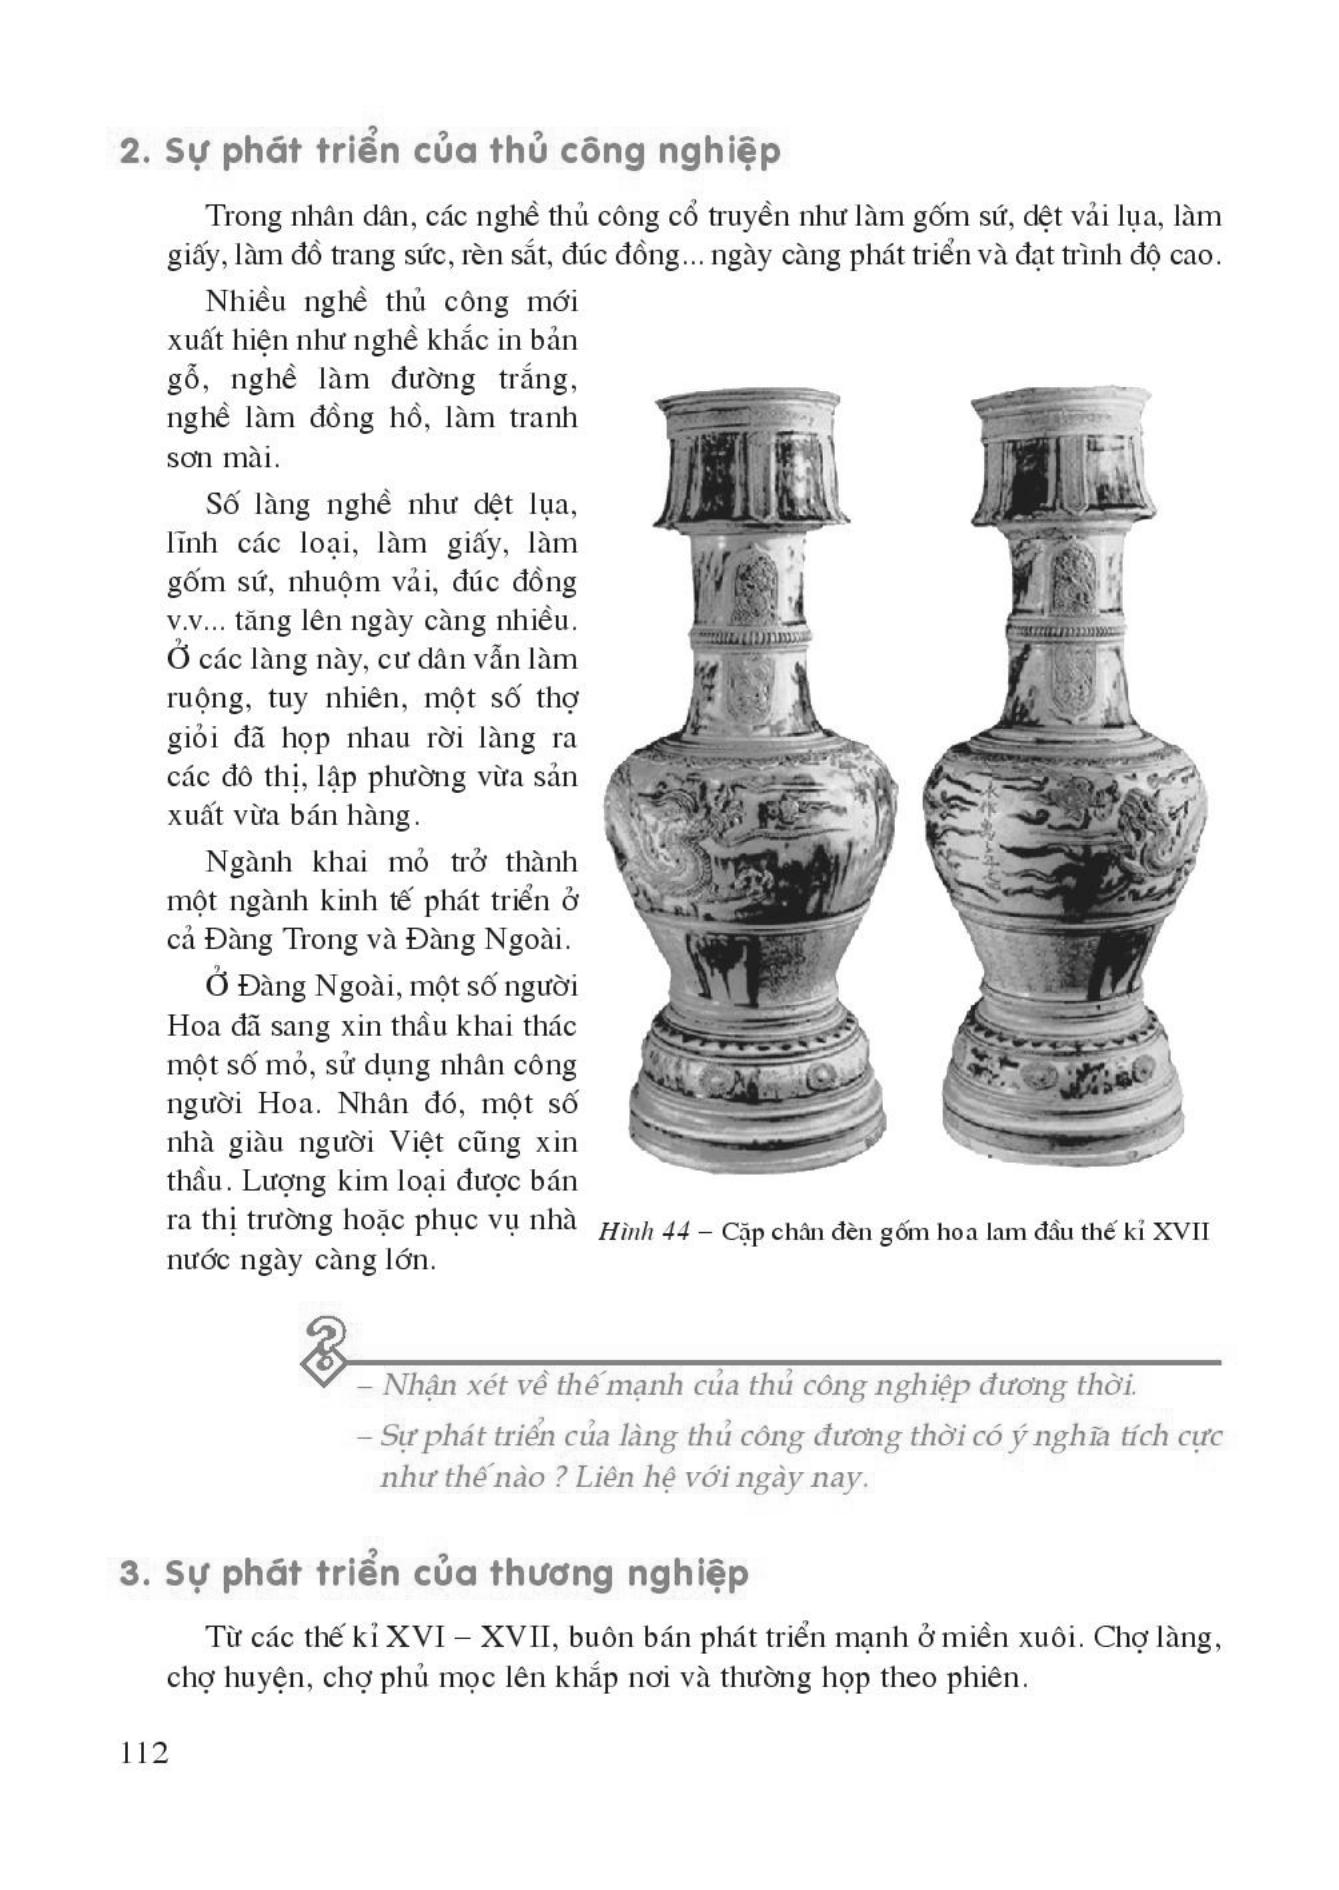 2. Sự phát triển của thủ công nghiệp
Trong nhân dân, các nghề thủ công cổ truyền như làm gốm sứ, dệt vải lụa, làm
giấy, làm đồ trang sức, rèn sắt, đúc đồng... ngày càng phát triển và đạt trình độ cao.
Nhiều nghề thủ công mới
xuất hiện như nghề khắc in bản
gỗ, nghề làm đường trắng,
nghề làm đồng hồ, làm tranh
sơn mài.
Số làng nghề như dệt lụa,
lĩnh các loại, làm giấy, làm
gốm sứ, nhuộm vải, đúc đồng
v.v... tăng lên ngày càng nhiều.
Ở các làng này, cư dân vẫn làm
ruộng, tuy nhiên, một số thợ
giỏi đã họp nhau rời làng ra
các đô thị, lập phường vừa sản
xuất vừa bán hàng.
Ngành khai mỏ trở thành
một ngành kinh tế phát triển ở
cả Đàng Trong và Đàng Ngoài.
Ở Đàng Ngoài, một số người
Hoa đã sang xin thầu khai thác
một số mỏ, sử dụng nhân công
người Hoa. Nhân đó, một số
nhà giàu người Việt cũng xin
thầu. Lượng kim loại được bán
ra thị trường hoặc phục vụ nhà
nước ngày càng lớn.
Hình 44 – Cặp chân đèn gốm hoa lam đầu thế kỉ XVII
– Nhận xét về thế mạnh của thủ công nghiệp đương thời.
– Sự phát triển của làng thủ công đương thời có ý nghĩa tích cực
như thế nào ? Liên hệ với ngày nay.
3. Sự phát triển của thương nghiệp
Từ các thế kỉ XVI – XVII, buôn bán phát triển mạnh ở miền xuôi. Chợ làng,
chợ huyện, chợ phủ mọc lên khắp nơi và thường họp theo phiên.
112